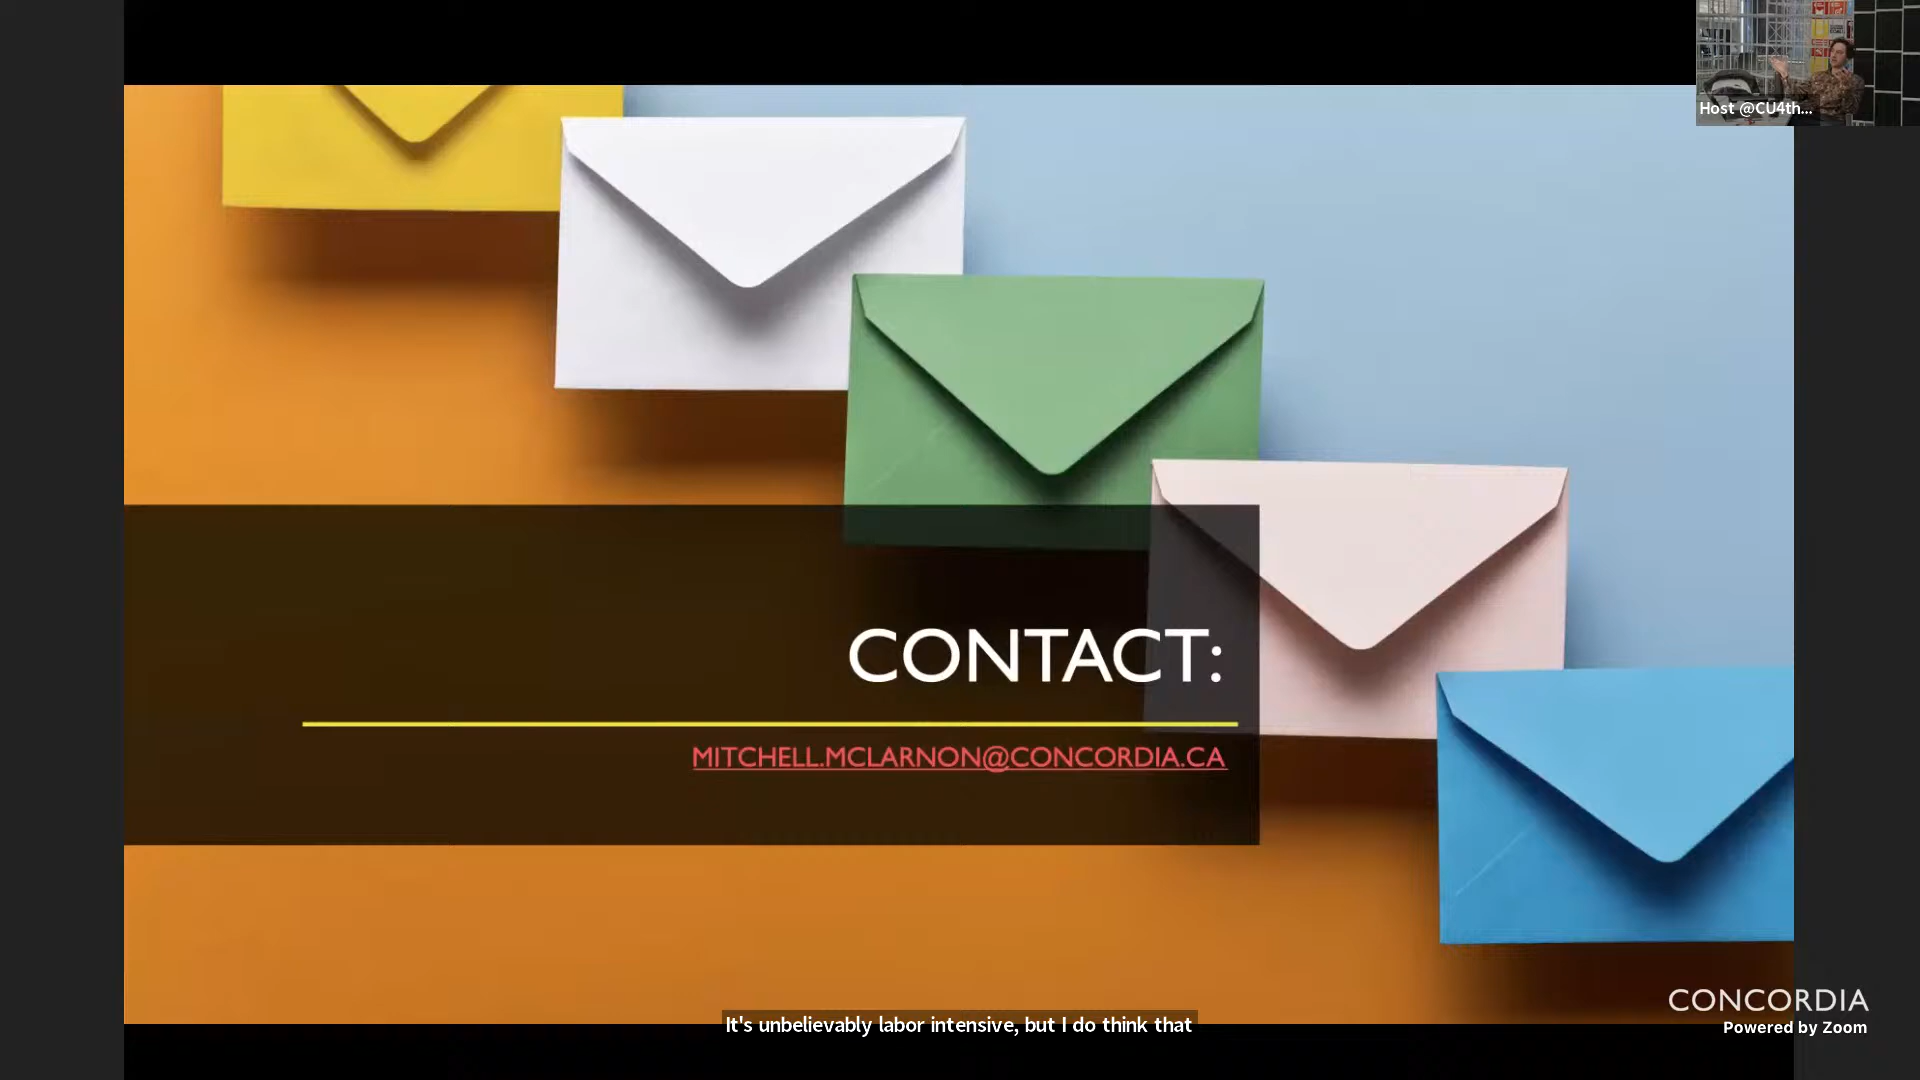 Host @CU4th...
CONTACT:
MITCHELL.MCLARNON@CONCORDIA.CA
It's unbelievably labor intensive, but I do think that
CONCORDIA
Powered by Zoom